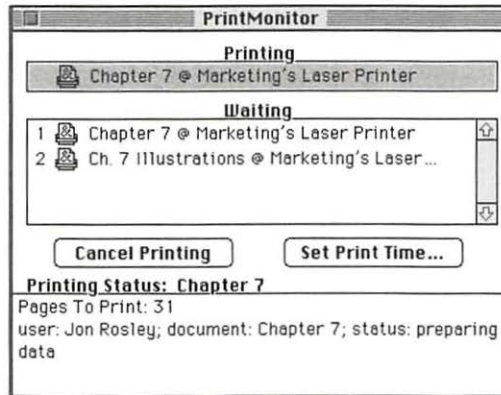 PrintMonitor
Printing
Chapter 7 @ Marketing's Laser Printer
Waiting
1 Chapter 7 @ Marketing's Laser Printer
2 Ch. 7 Illustrations @ Marketing's Laser...
Cancel Printing
Set Print Time...
Printing Status: Chapter 7
Pages To Print: 31
user: Jon Rosley; document: Chapter 7; status: preparing
data